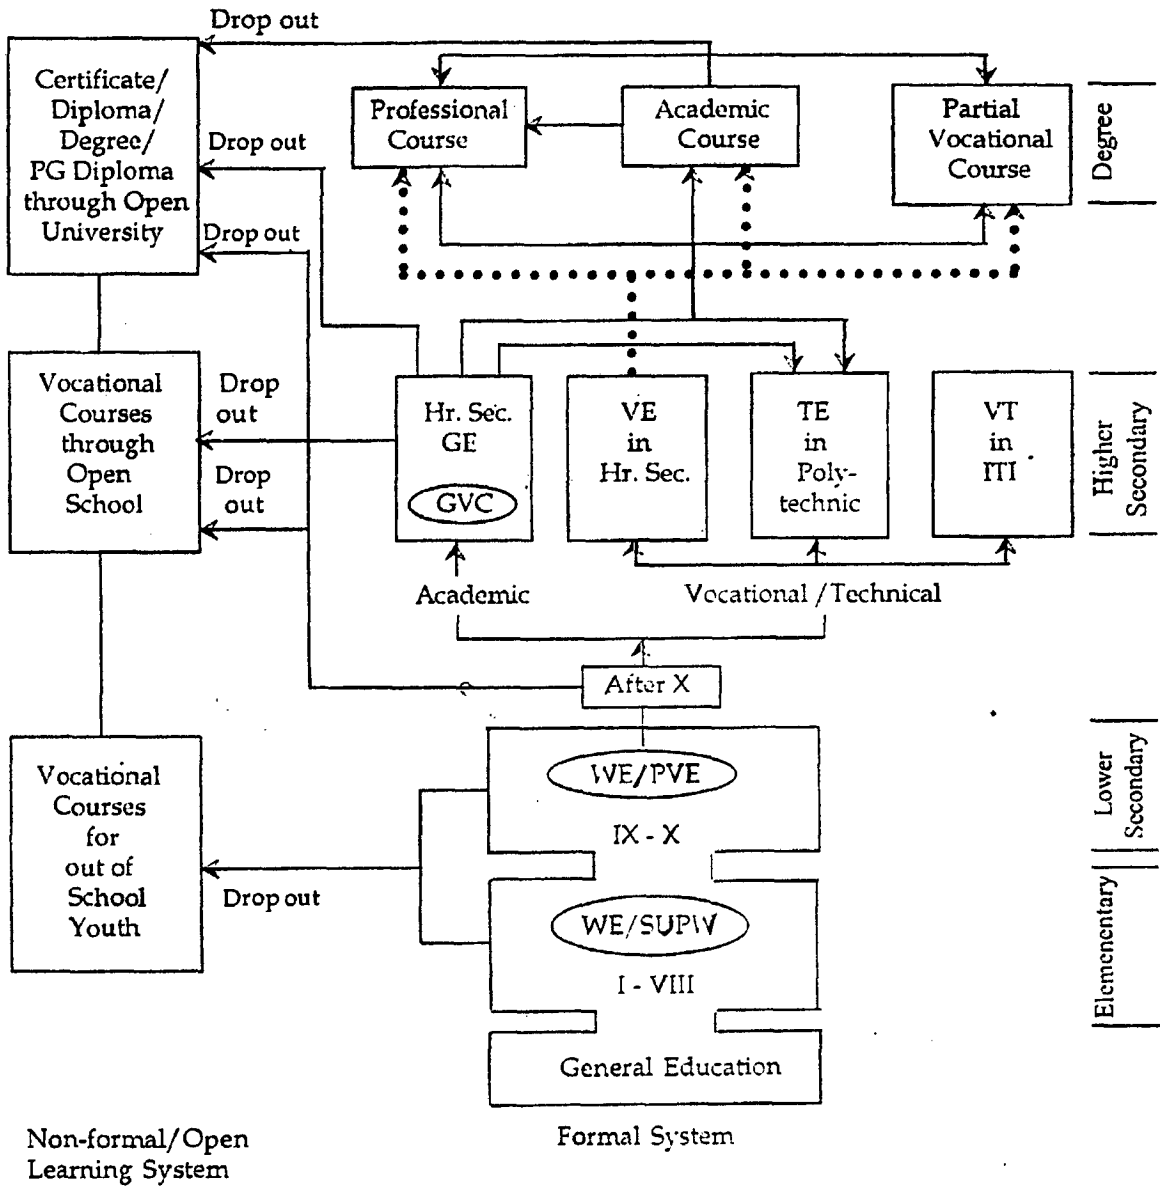 Drop out
Certificate/
Diploma/
Degree/
PG Diploma
through Open
University
Drop out
Drop out
Professional
Course
Academic
Course
Partial
Vocational
Course
Degree
Vocational
Courses
through
Open
School
Drop
out
Drop
out
Hr. Sec.
GE
GVC
VE
in
Hr. Sec.
TE
in
Poly-
technic
VT
in
ITI
Higher
Secondary
Academic
Vocational / Technical
After X
WE/PVE
IX - X
Lower
Secondary
Vocational
Courses
for
out of
School
Youth
Drop out
WE/SUPW
I - VIII
Elementary
General Education
Formal System
Non-formal/Open
Learning System